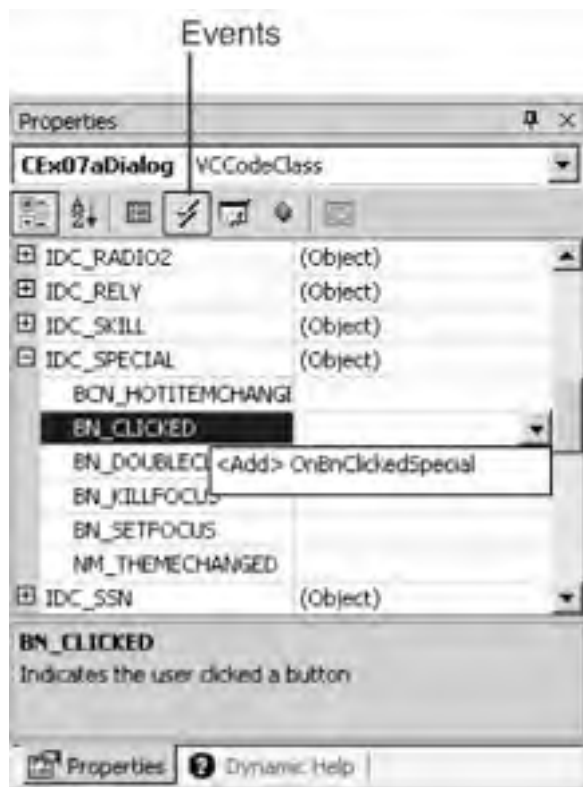 Events
Properties
CEx07aDialog VCCodeClass
IDC_RADIO2 (Object)
IDC_RELY (Object)
IDC_SKILL (Object)
IDC_SPECIAL (Object)
BCN_HOTITEMCHANGE
BN_CLICKED
BN_DOUBLECL <Add> OnBnClickedSpecial
BN_KILLFOCUS
BN_SETFOCUS
NM_THEMECHANGED
IDC_SSN (Object)
BN_CLICKED
Indicates the user clicked a button
Properties Dynamic Help